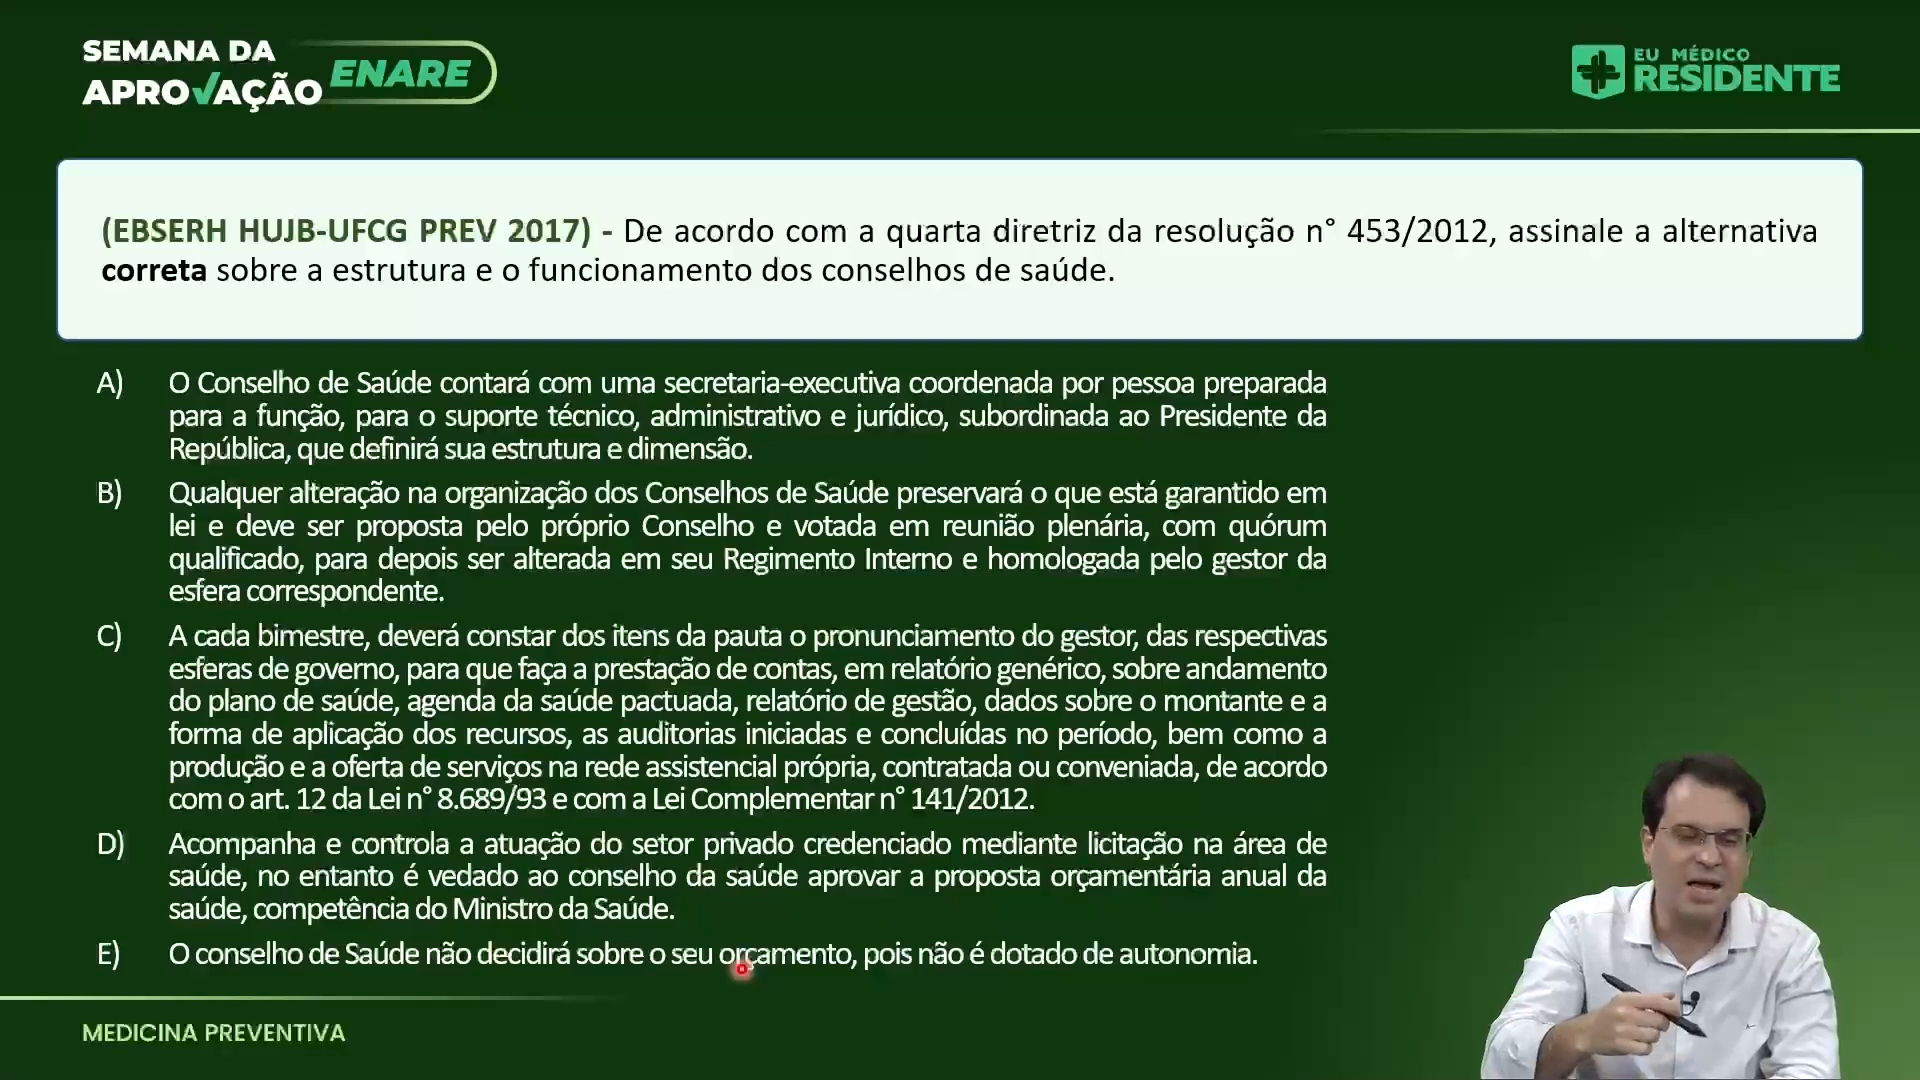 SEMANA DA
APROVAÇÃO ENARE
EU MÉDICO
RESIDENTE
(EBSERH HUJB-UFCG PREV 2017) - De acordo com a quarta diretriz da resolução n° 453/2012, assinale a alternativa
correta sobre a estrutura e o funcionamento dos conselhos de saúde.
A) O Conselho de Saúde contará com uma secretaria-executiva coordenada por pessoa preparada
para a função, para o suporte técnico, administrativo e jurídico, subordinada ao Presidente da
República, que definirá sua estrutura e dimensão.
B) Qualquer alteração na organização dos Conselhos de Saúde preservará o que está garantido em
lei e deve ser proposta pelo próprio Conselho e votada em reunião plenária, com quórum
qualificado, para depois ser alterada em seu Regimento Interno e homologada pelo gestor da
esfera correspondente.
C) A cada bimestre, deverá constar dos itens da pauta o pronunciamento do gestor, das respectivas
esferas de governo, para que faça a prestação de contas, em relatório genérico, sobre andamento
do plano de saúde, agenda da saúde pactuada, relatório de gestão, dados sobre o montante e a
forma de aplicação dos recursos, as auditorias iniciadas e concluídas no período, bem como a
produção e a oferta de serviços na rede assistencial própria, contratada ou conveniada, de acordo
com o art. 12 da Lei n° 8.689/93 e com a Lei Complementar n° 141/2012.
D) Acompanha e controla a atuação do setor privado credenciado mediante licitação na área de
saúde, no entanto é vedado ao conselho da saúde aprovar a proposta orçamentária anual da
saúde, competência do Ministro da Saúde.
E) O conselho de Saúde não decidirá sobre o seu orçamento, pois não é dotado de autonomia.
MEDICINA PREVENTIVA